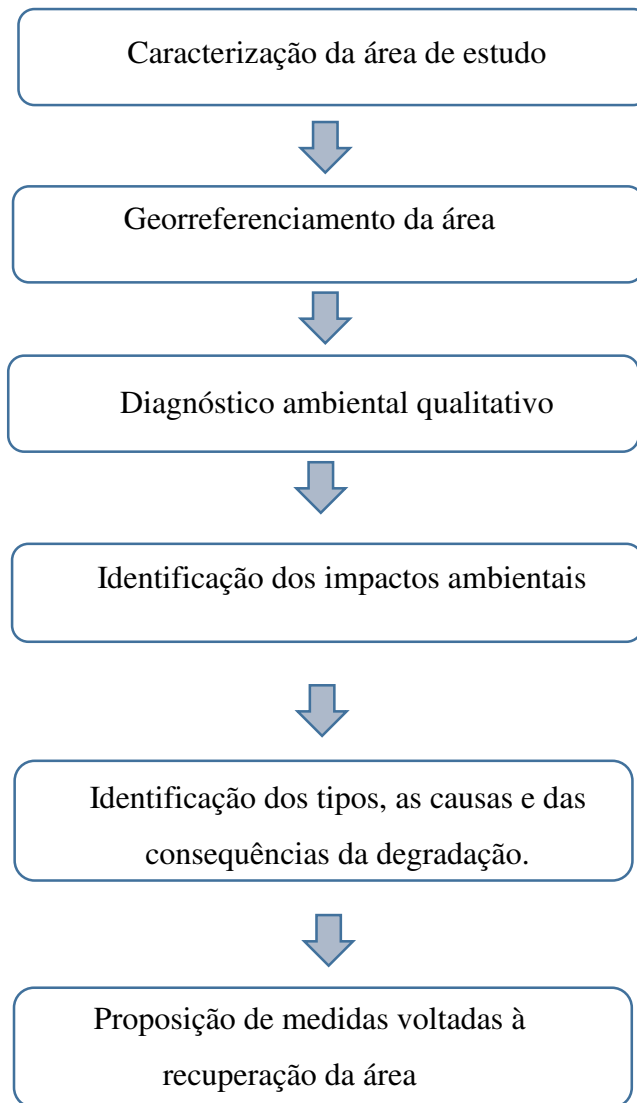 Caracterização da área de estudo
Georreferenciamento da área
Diagnóstico ambiental qualitativo
Identificação dos impactos ambientais
Identificação dos tipos, as causas e das
consequências da degradação.
Proposição de medidas voltadas à
recuperação da área